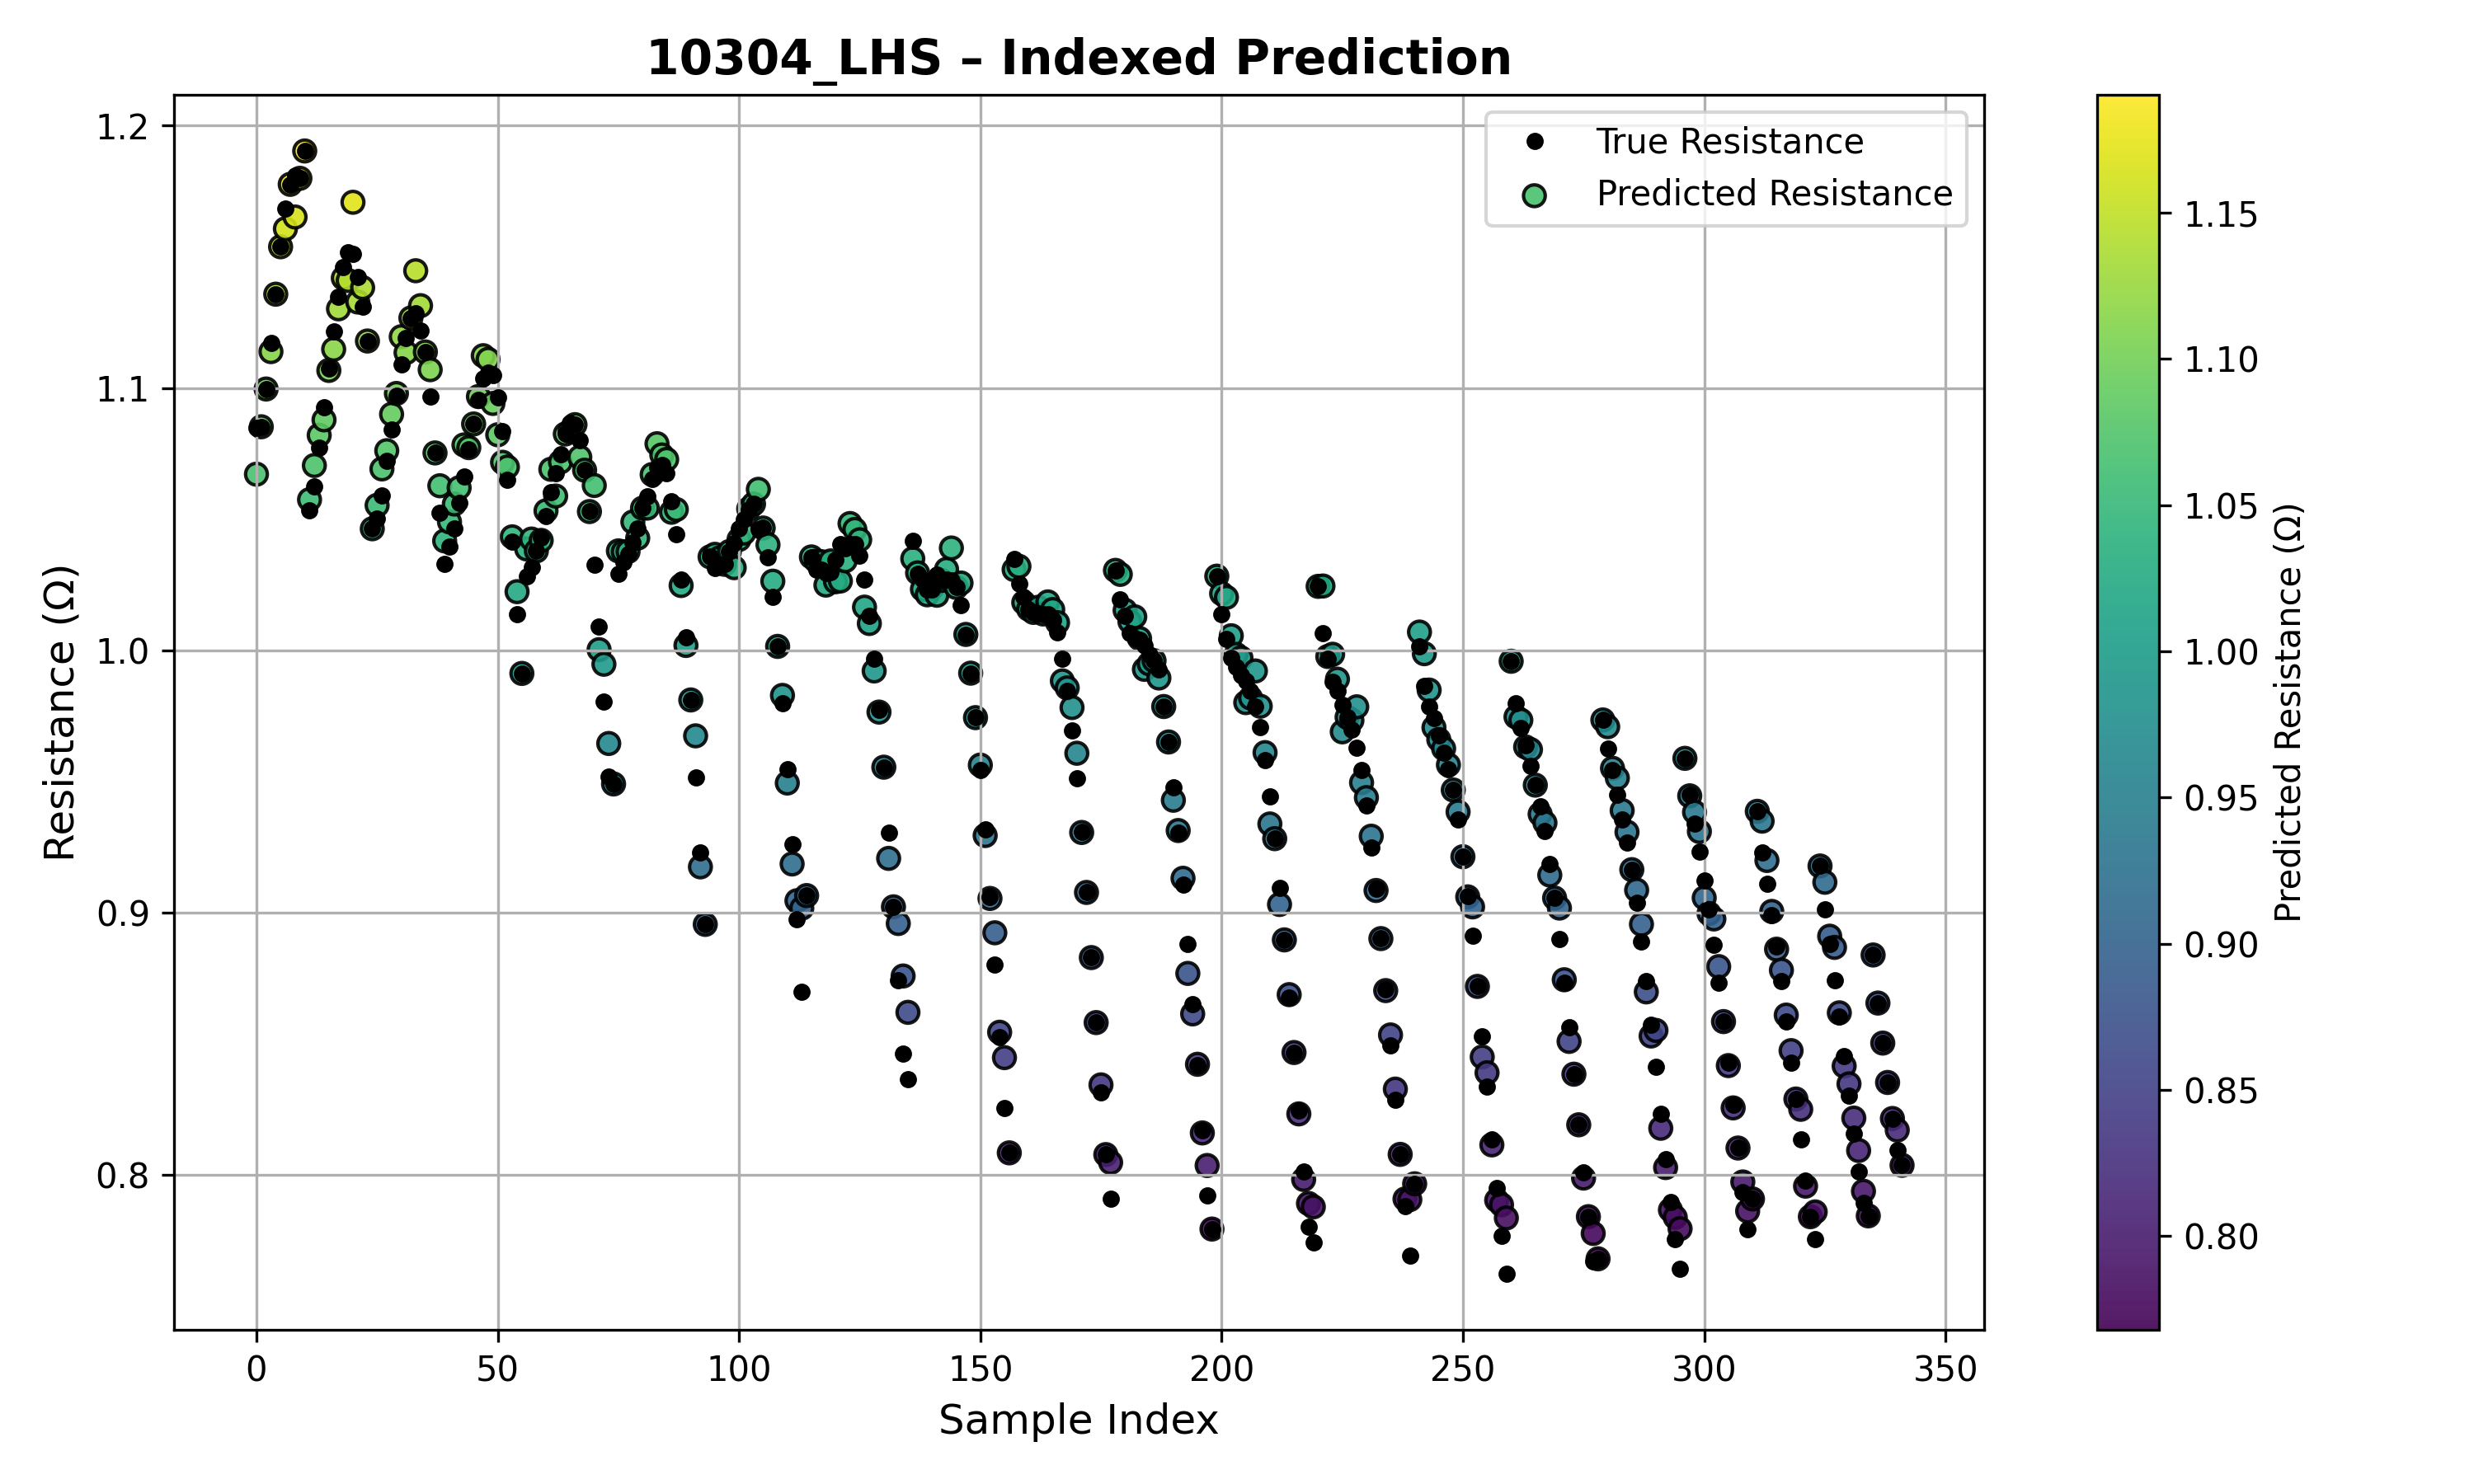 10304_LHS – Indexed Prediction
True Resistance
Predicted Resistance
Resistance (Ω)
1.2
1.1
1.0
0.9
0.8
0 50 100 150 200 250 300 350
Sample Index
1.15
1.10
1.05
1.00
0.95
0.90
0.85
0.80
Predicted Resistance (Ω)